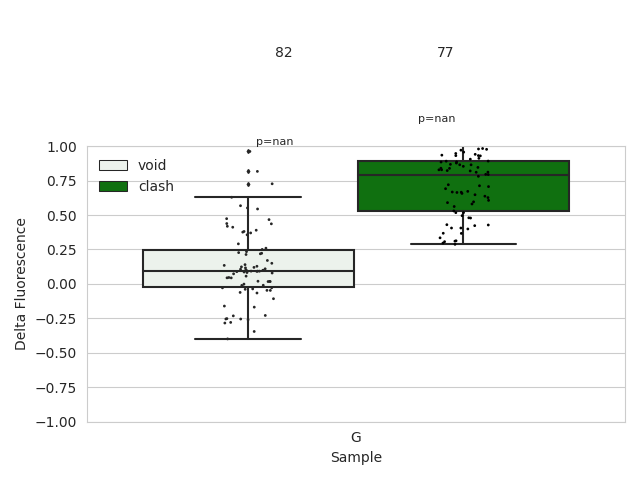 82 77
p=nan
p=nan
1.00
0.75
0.50
0.25
0.00
−0.25
−0.50
−0.75
−1.00
void
clash
Delta Fluorescence
G
Sample